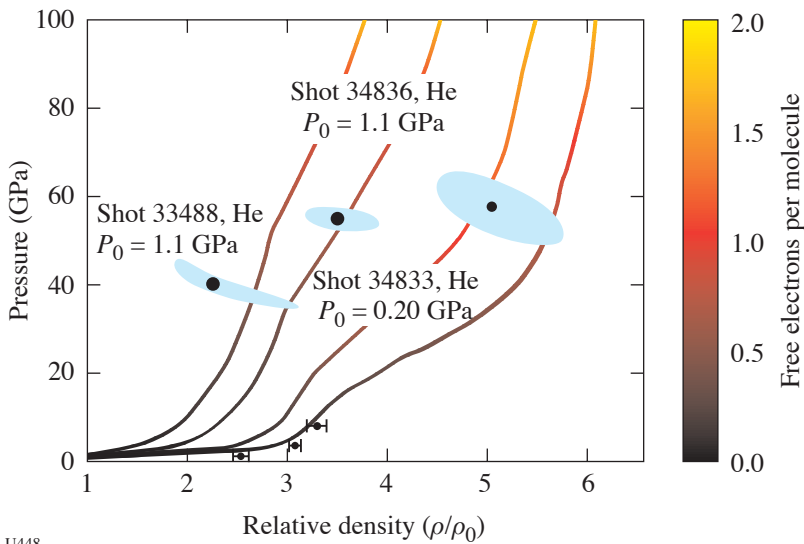 100
80
60
40
20
0
Pressure (GPa)
Shot 34836, He
P0 = 1.1 GPa
Shot 33488, He
P0 = 1.1 GPa
Shot 34833, He
P0 = 0.20 GPa
1 2 3 4 5 6
Relative density (ρ/ρ0)
2.0
1.5
1.0
0.5
0.0
Free electrons per molecule
U448